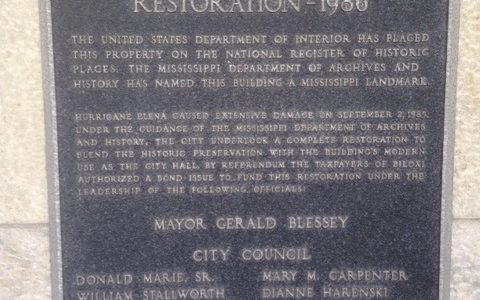 RESTORATION-1986
THE UNITED STATES DEPARTMENT OF INTERIOR HAS PLACED
THIS PROPERTY ON THE NATIONAL REGISTER OF HISTORIC
PLACES. THE MISSISSIPPI DEPARTMENT OF ARCHIVES AND
HISTORY HAS NAMED THIS BUILDING A MISSISSIPPI LANDMARK.
HURRICANE ELENA CAUSED EXTENSIVE DAMAGE ON SEPTEMBER 2, 1985.
UNDER THE GUIDANCE OF THE MISSISSIPPI DEPARTMENT OF ARCHIVES
AND HISTORY, THE CITY UNDERTOOK A COMPLETE RESTORATION TO
BLEND THE HISTORIC PRESERVATION WITH THE BUILDING'S MODERN
USE AS THE CITY HALL. BY REFERENDUM THE TAXPAYERS OF BILOXI
AUTHORIZED A BOND ISSUE TO FUND THIS RESTORATION UNDER THE
LEADERSHIP OF THE FOLLOWING OFFICIALS:
MAYOR GERALD BLESSEY
CITY COUNCIL
DONALD MARIE, SR. MARY M. CARPENTER
WILLIAM STALLWORTH DIANNE HARENSKI